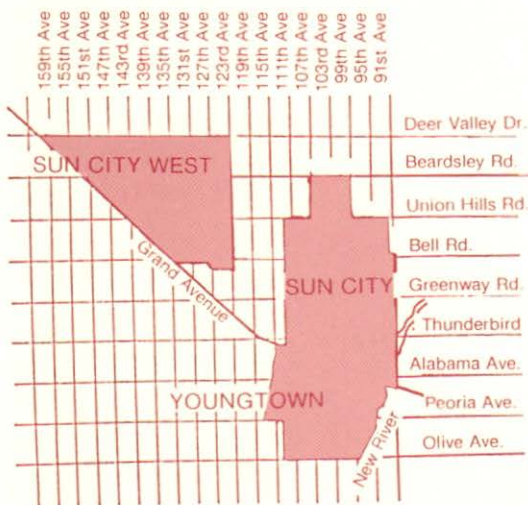 159th Ave
155th Ave
151st Ave
147th Ave
143rd Ave
139th Ave
135th Ave
131st Ave
127th Ave
123rd Ave
119th Ave
115th Ave
111th Ave
107th Ave
103rd Ave
99th Ave
95th Ave
91st Ave
Deer Valley Dr.
SUN CITY WEST
Beardsley Rd.
Union Hills Rd.
Bell Rd.
Grand Avenue
SUN CITY
Greenway Rd.
Thunderbird
Alabama Ave.
YOUNGTOWN
Peoria Ave.
New River
Olive Ave.